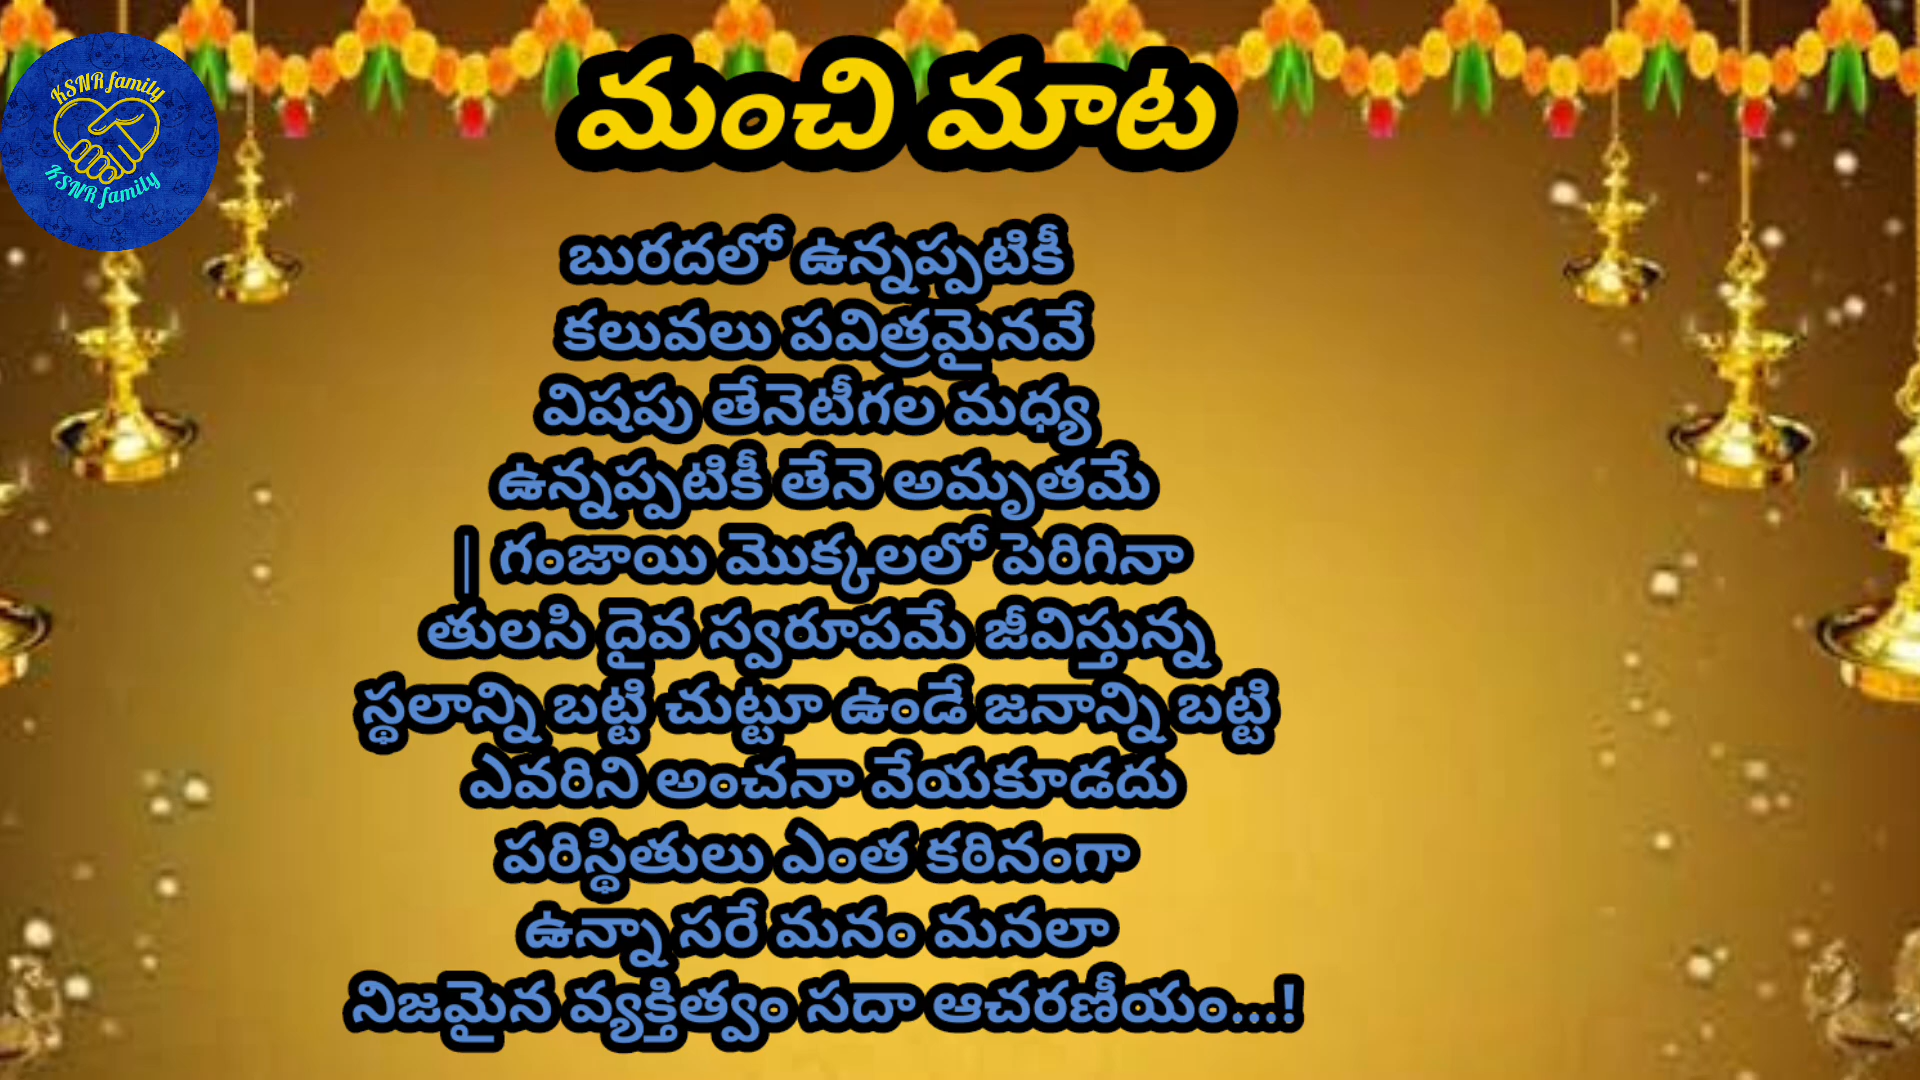 KSNR family
KSNR family
మంచి మాట
బురదలో ఉన్నప్పటికీ
కలువలు పవిత్రమైనవే
విషపు తేనెటీగల మధ్య
ఉన్నప్పటికీ తేనె అమృతమే
| గంజాయి మొక్కలలో పెరిగినా
తులసి దైవ స్వరూపమే జీవిస్తున్న
స్థలాన్ని బట్టి చుట్టూ ఉండే జనాన్ని బట్టి
ఎవరిని అంచనా వేయకూడదు
పరిస్థితులు ఎంత కఠినంగా
ఉన్నా సరే మనం మనలా
నిజమైన వ్యక్తిత్వం సదా ఆచరణీయం...!